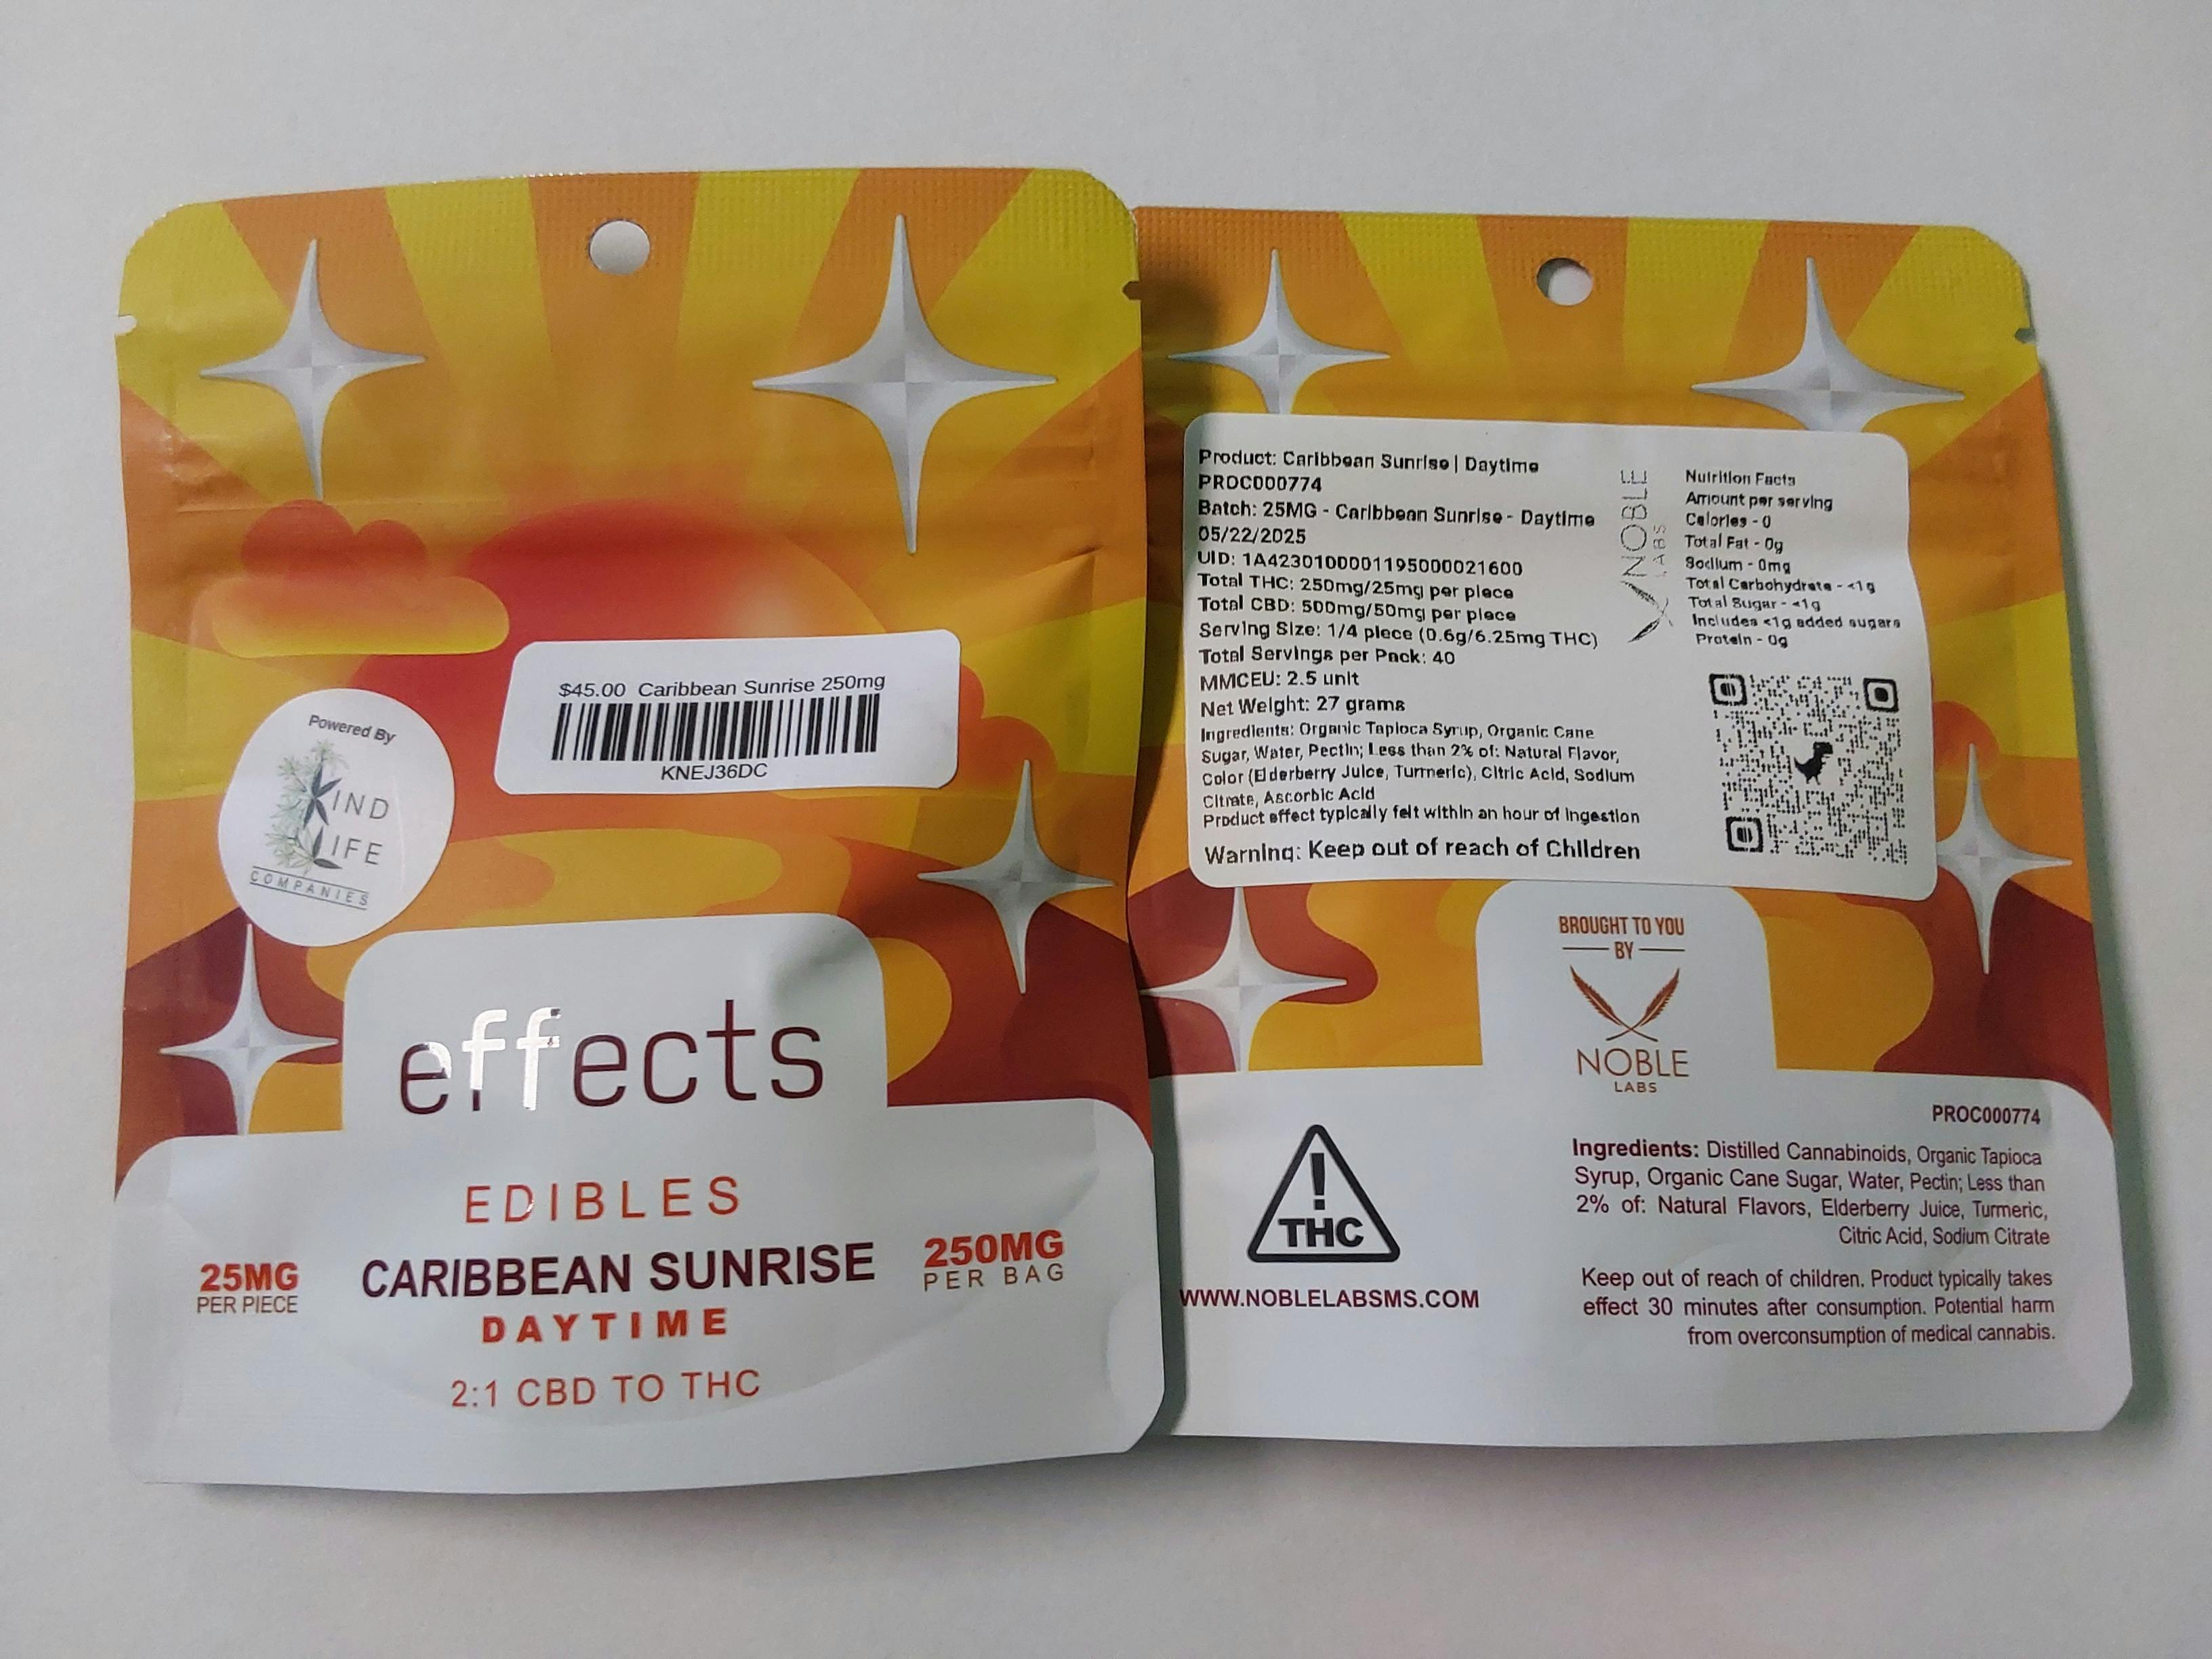 $45.00 Caribbean Sunrise 250mg
KNEJ36DC
Powered By
KIND
LIFE
COMPANIES
effects
EDIBLES
25MG
PER PIECE
CARIBBEAN SUNRISE
250MG
PER BAG
DAYTIME
2:1 CBD TO THC
Product: Caribbean Sunrise | Daytime
PROC000774
Batch: 25MG - Caribbean Sunrise - Daytime
05/22/2025
UID: 1A4230100001195000021600
Total THC: 250mg/25mg per piece
Total CBD: 500mg/50mg per piece
Serving Size: 1/4 piece (0.6g/6.25mg THC)
Total Servings per Pack: 40
MMCEU: 2.5 unit
Net Weight: 27 grams
Ingredients: Organic Tapioca Syrup, Organic Cane
Sugar, Water, Pectin; Less than 2% of: Natural Flavor,
Color (Elderberry Juice, Turmeric), Citric Acid, Sodium
Citrate, Ascorbic Acid
Product effect typically felt within an hour of ingestion
Warning: Keep out of reach of Children
NOBLE
LABS
Nutrition Facts
Amount per serving
Calories - 0
Total Fat - 0g
Sodium - 0mg
Total Carbohydrate - <1g
Total Sugar - <1g
Includes <1g added sugars
Protein - 0g
BROUGHT TO YOU
BY
NOBLE
LABS
!
THC
WWW.NOBLELABSMS.COM
PROC000774
Ingredients: Distilled Cannabinoids, Organic Tapioca
Syrup, Organic Cane Sugar, Water, Pectin; Less than
2% of: Natural Flavors, Elderberry Juice, Turmeric,
Citric Acid, Sodium Citrate
Keep out of reach of children. Product typically takes
effect 30 minutes after consumption. Potential harm
from overconsumption of medical cannabis.